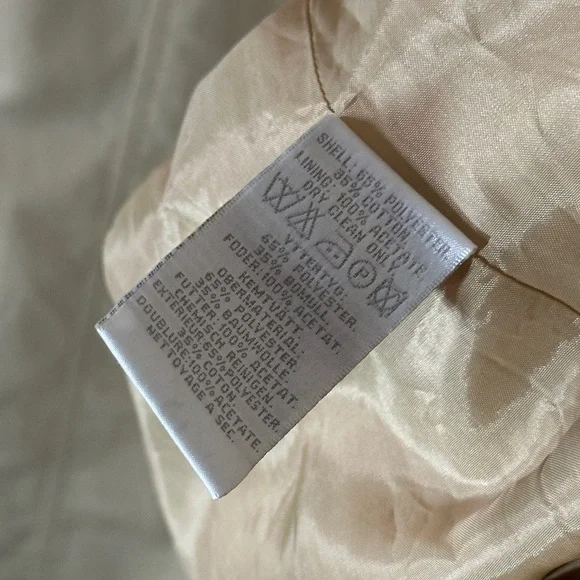 SHELL: 65% POLYESTER.
35% COTTON.
LINING: 100% ACETATE.
DRY CLEAN ONLY
P
YTTERTYG:
65% POLYESTER.
35% BOMULL
FODER: 100% ACETAT.
KEMTVÄTT.
OBERMATERIAL:
65% POLYESTER
35% BAUMWOLLE.
FUTTER: 100% ACETAT.
CHEMISCH REINIGEN.
EXTERIEUR: 65% POLYESTER.
35% COTON.
DOUBLURE: 100% ACETATE.
NETTOYAGE A SEC.